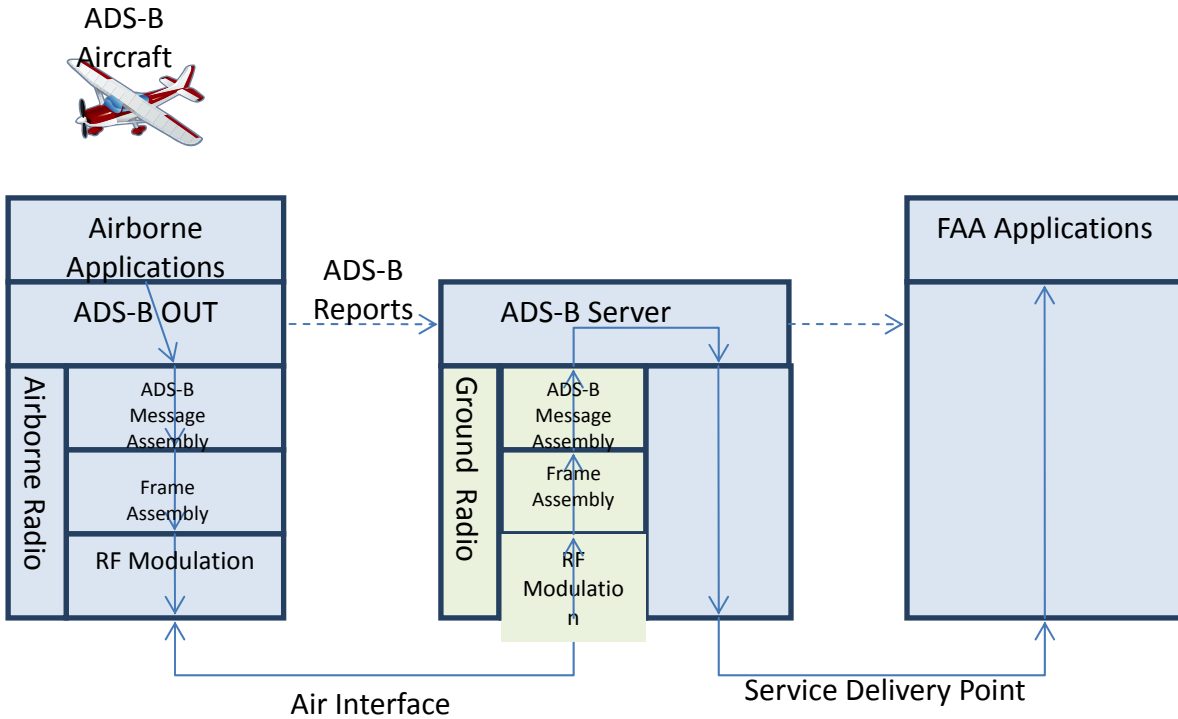 ADS-B
Aircraft
Airborne
Applications
ADS-B OUT
Airborne Radio
ADS-B
Message
Assembly
Frame
Assembly
RF Modulation
ADS-B
Reports
ADS-B Server
Ground Radio
ADS-B
Message
Assembly
Frame
Assembly
RF
Modulatio
n
FAA Applications
Air Interface
Service Delivery Point